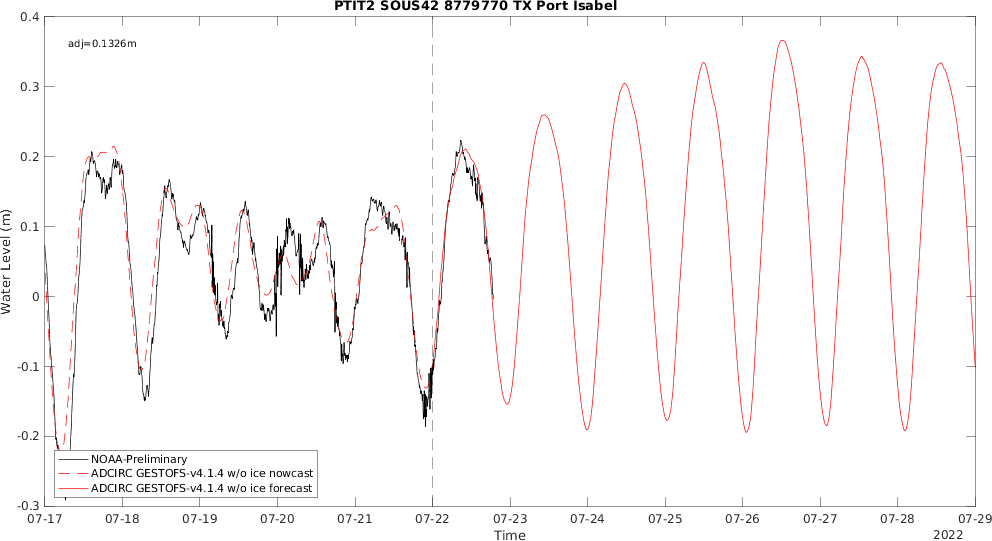 PTIT2 SOUS42 8779770 TX Port Isabel
adj=0.1326m
0.4
0.3
0.2
0.1
0
-0.1
-0.2
-0.3
Water Level (m)
NOAA-Preliminary
ADCIRC GESTOFS-v4.1.4 w/o ice nowcast
ADCIRC GESTOFS-v4.1.4 w/o ice forecast
07-17 07-18 07-19 07-20 07-21 07-22 07-23 07-24 07-25 07-26 07-27 07-28 07-29
Time
2022